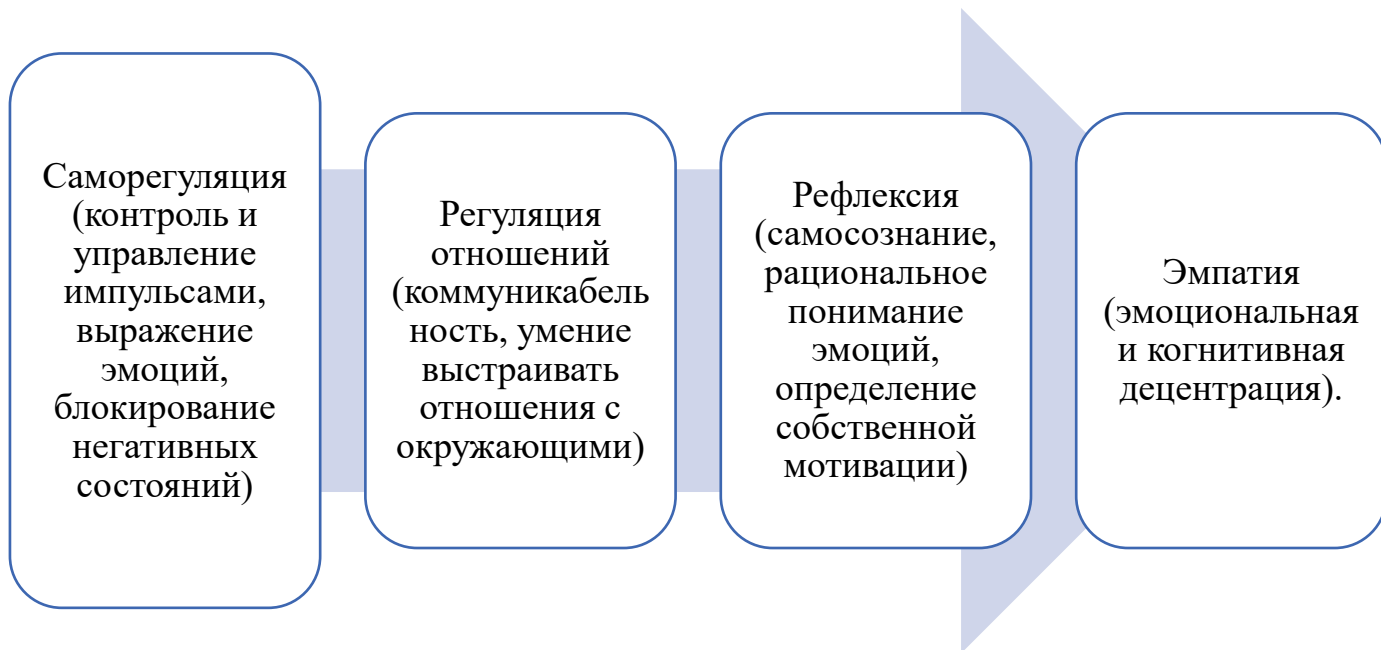 Саморегуляция
(контроль и
управление
импульсами,
выражение
эмоций,
блокирование
негативных
состояний)
Регуляция
отношений
(коммуникабель
ность, умение
выстраивать
отношения с
окружающими)
Рефлексия
(самосознание,
рациональное
понимание
эмоций,
определение
собственной
мотивации)
Эмпатия
(эмоциональная
и когнитивная
децентрация).